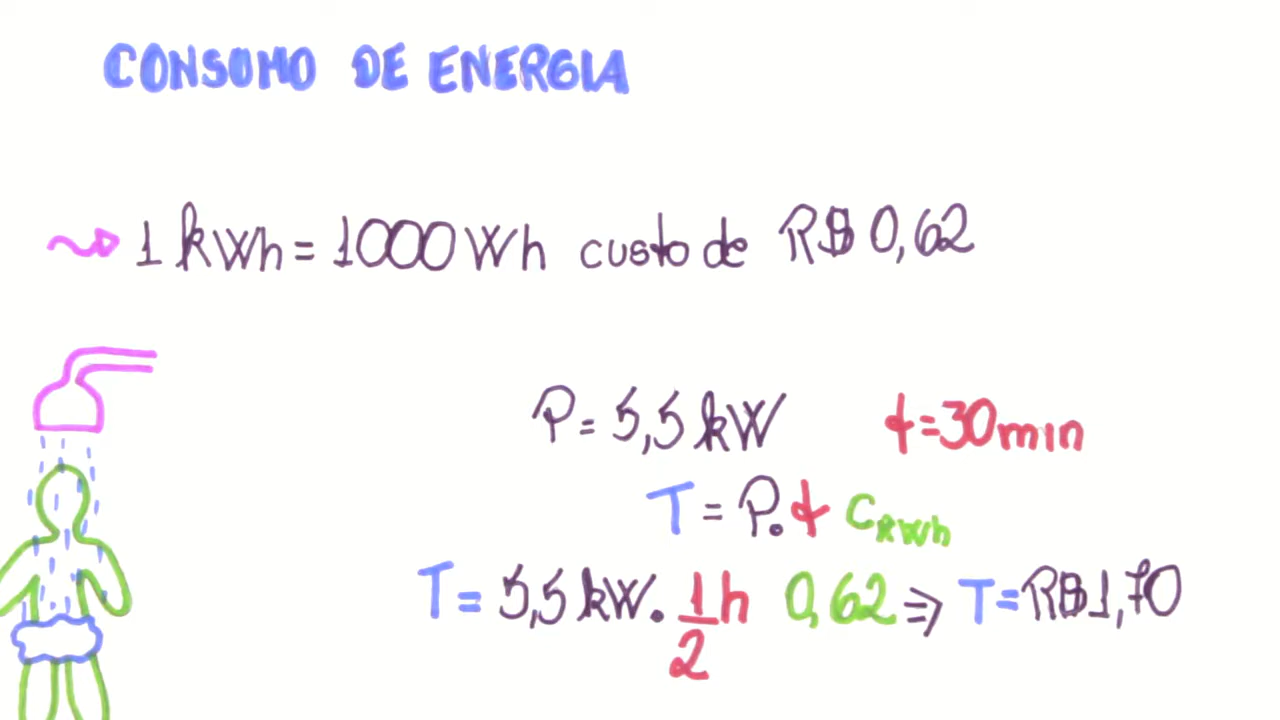 CONSUMO DE ENERGIA
1 kWh = 1000 Wh custo de R$ 0,62
P = 5,5 kW t = 30 min
T = P . t CkWh
T = 5,5 kW . 1/2 h 0,62 ⇒ T = R$ 1,70